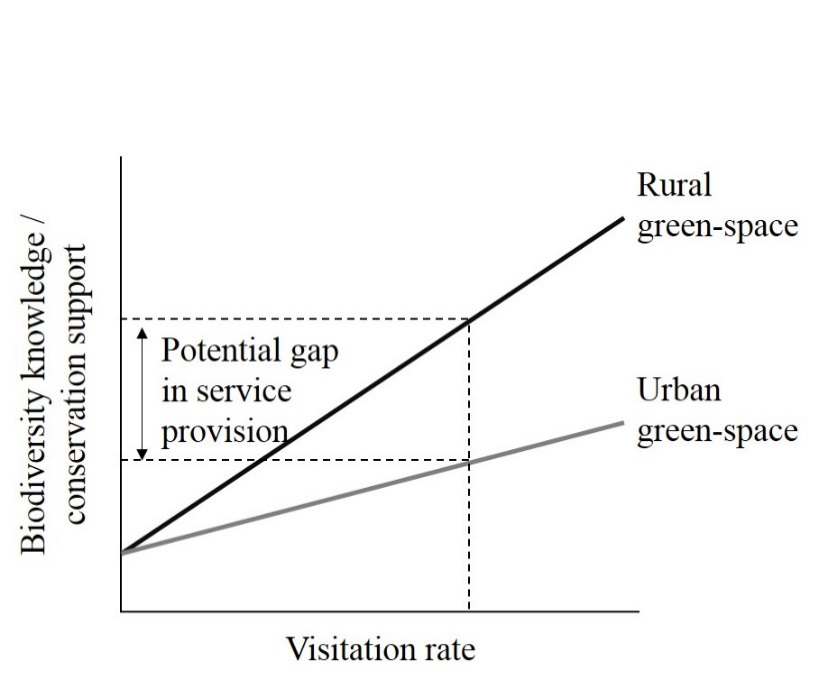 Rural
green-space
Biodiversity knowledge /
conservation support
Potential gap
in service
provision
Urban
green-space
Visitation rate